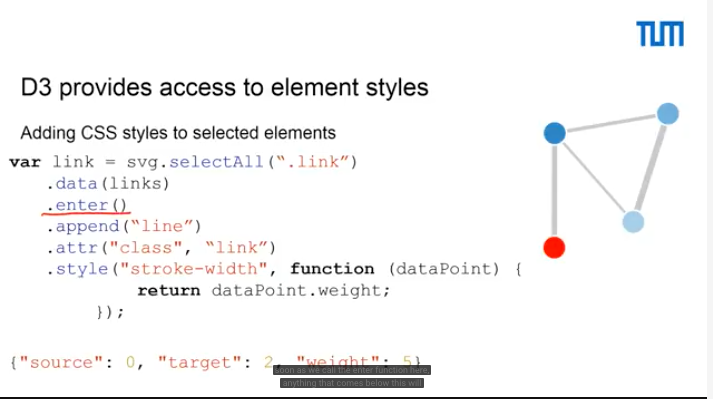 TUM
D3 provides access to element styles
Adding CSS styles to selected elements
var link = svg.selectAll(“.link”)
.data(links)
.enter()
.append(“line”)
.attr("class", “link”)
.style("stroke-width", function (dataPoint) {
return dataPoint.weight;
});
{"source": 0, "target": 2, "weight": 5}
soon as we call the enter function here,
anything that comes below this will